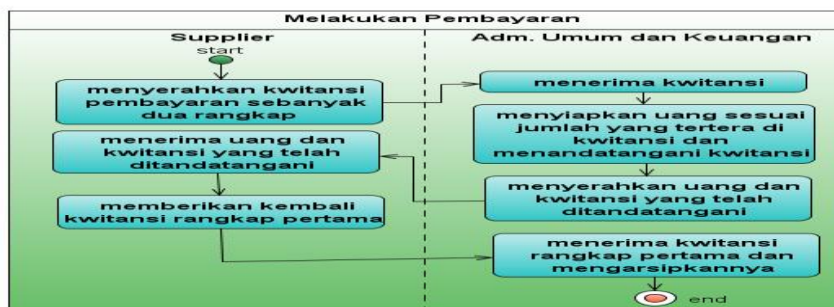 Melakukan Pembayaran
Supplier
Adm. Umum dan Keuangan
start
menyerahkan kwitansi
pembayaran sebanyak
dua rangkap
menerima kwitansi
menyiapkan uang sesuai
jumlah yang tertera di
kwitansi dan
menandatangani kwitansi
menerima uang dan
kwitansi yang telah
ditandatangani
menyerahkan uang dan
kwitansi yang telah
ditandatangani
memberikan kembali
kwitansi rangkap pertama
menerima kwitansi
rangkap pertama dan
mengarsipkannya
end